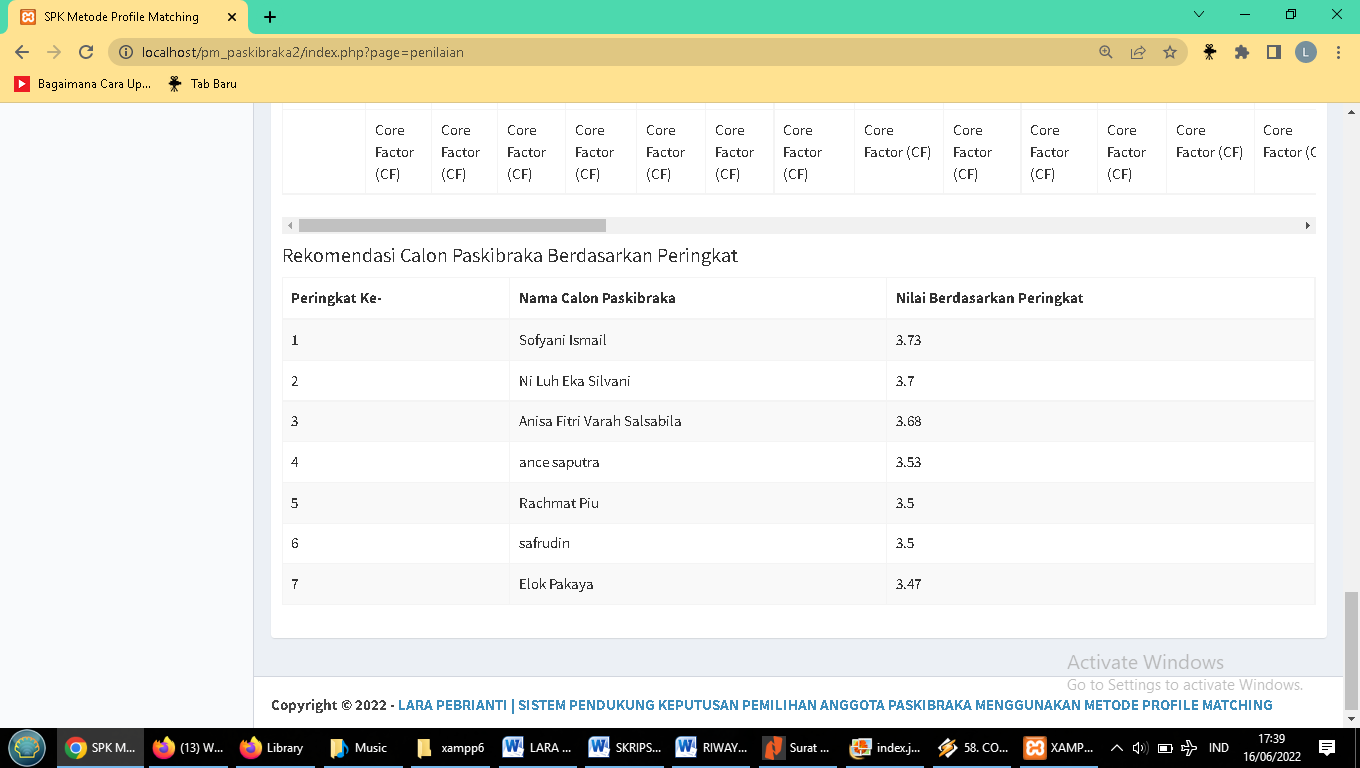 SPK Metode Profile Matching
localhost/pm_paskibraka2/index.php?page=penilaian
L
Bagaimana Cara Up...
Tab Baru
Core Factor (CF) Core Factor (CF) Core Factor (CF) Core Factor (CF) Core Factor (CF) Core Factor (CF) Core Factor (CF) Core Factor (CF) Core Factor (CF) Core Factor (CF) Core Factor (CF) Core Factor (CF) Core Factor (C
Rekomendasi Calon Paskibraka Berdasarkan Peringkat
Peringkat Ke- Nama Calon Paskibraka Nilai Berdasarkan Peringkat
1 Sofyani Ismail 3.73
2 Ni Luh Eka Silvani 3.7
3 Anisa Fitri Varah Salsabila 3.68
4 ance saputra 3.53
5 Rachmat Piu 3.5
6 safrudin 3.5
7 Elok Pakaya 3.47
Activate Windows
Go to Settings to activate Windows.
Copyright © 2022 - LARA PEBRIANTI | SISTEM PENDUKUNG KEPUTUSAN PEMILIHAN ANGGOTA PASKIBRAKA MENGGUNAKAN METODE PROFILE MATCHING
SPK M... (13) W... Library Music xampp6 LARA ... SKRIPS... RIWAY... Surat ... index.j... 58. CO... XAMP... IND 17:39
16/06/2022